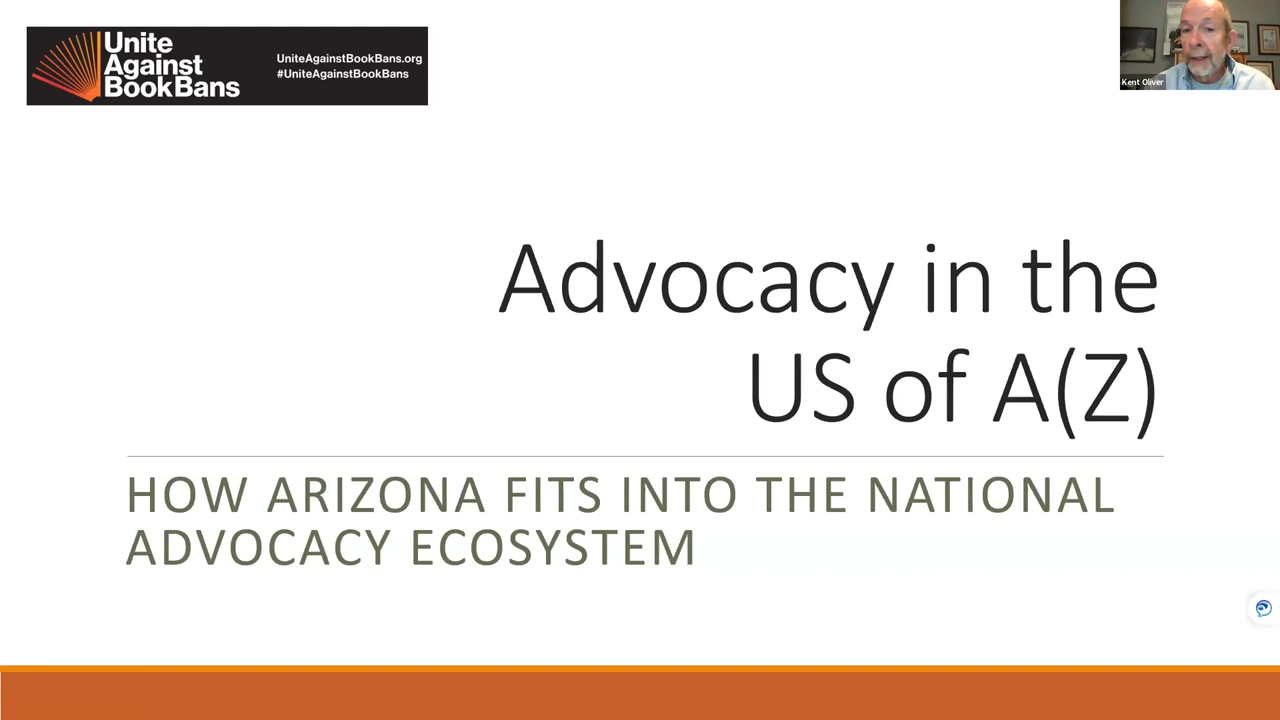 Unite
Against
BookBans
UniteAgainstBookBans.org
#UniteAgainstBookBans
Kent Oliver
Advocacy in the
US of A(Z)
HOW ARIZONA FITS INTO THE NATIONAL
ADVOCACY ECOSYSTEM